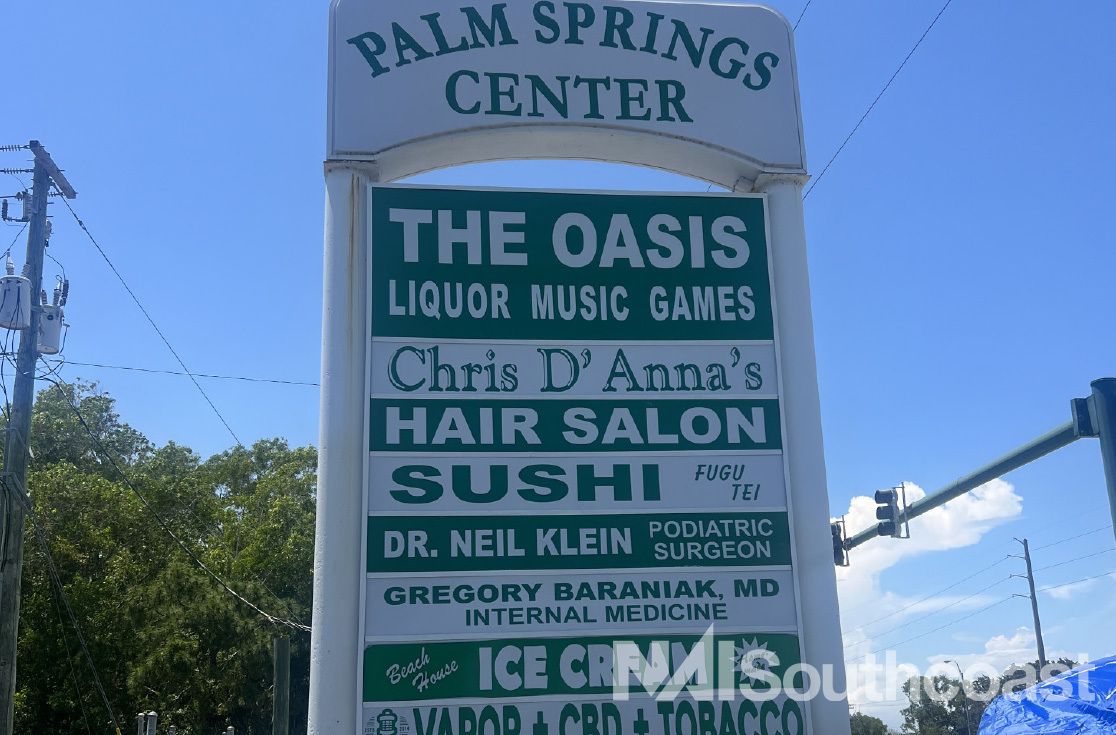 PALM SPRINGS
CENTER
THE OASIS
LIQUOR MUSIC GAMES
Chris D'Anna's
HAIR SALON
SUSHI FUGU TEI
DR. NEIL KLEIN PODIATRIC SURGEON
GREGORY BARANIAK, MD
INTERNAL MEDICINE
Beach House ICE CREAM
VAPOR + CBD + TOBACCO
NAI Southcoast